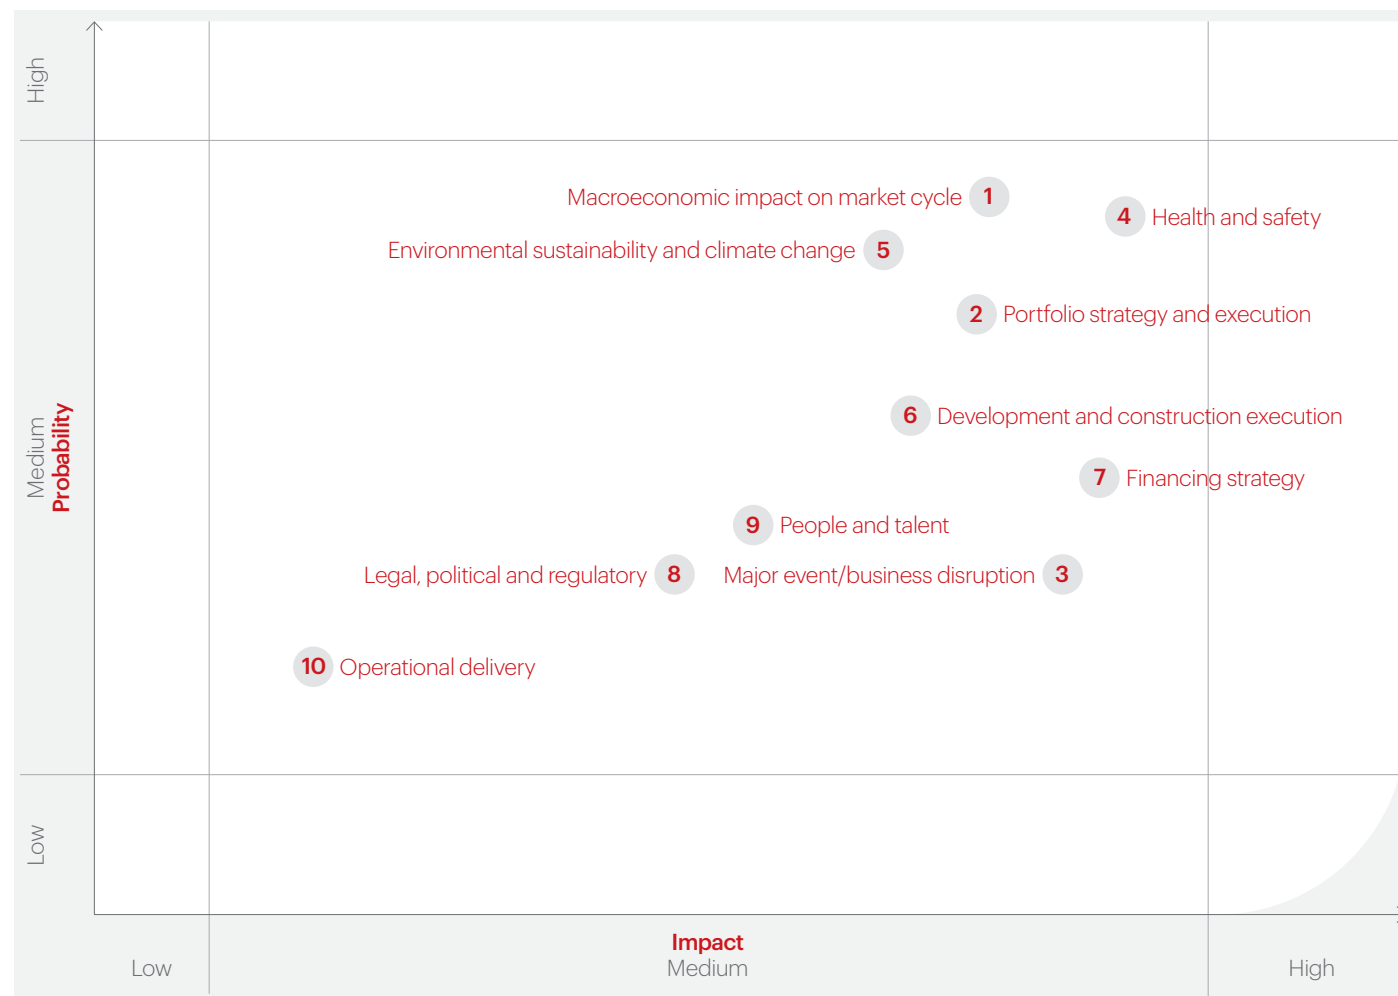 High
Macroeconomic impact on market cycle 1
4 Health and safety
Environmental sustainability and climate change 5
2 Portfolio strategy and execution
6 Development and construction execution
Medium
Probability
7 Financing strategy
9 People and talent
Legal, political and regulatory 8
Major event/business disruption 3
10 Operational delivery
Low
Impact
Low
Medium
High